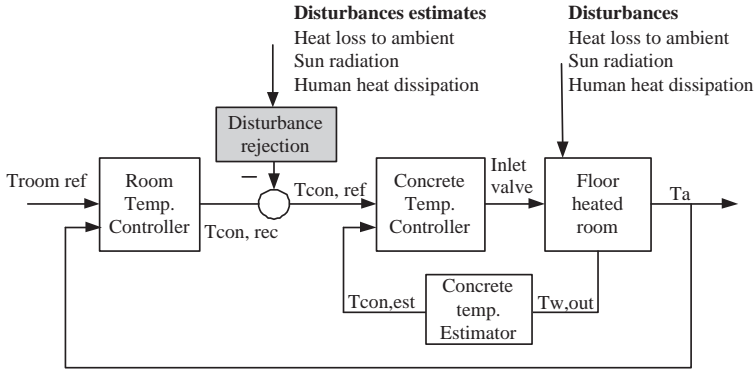 Disturbances estimates
Heat loss to ambient
Sun radiation
Human heat dissipation
Disturbances
Heat loss to ambient
Sun radiation
Human heat dissipation
Disturbance
rejection
−
Troom ref
Room
Temp.
Controller
Tcon, rec
Tcon, ref
Concrete
Temp.
Controller
Inlet
valve
Floor
heated
room
Ta
Tcon,est
Concrete
temp.
Estimator
Tw,out